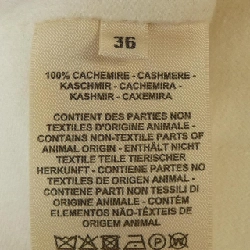 36
100% CACHEMIRE - CASHMERE -
KASCHMIR - CACHEMIRA -
KASHMIR - CAXEMIRA
CONTIENT DES PARTIES NON
TEXTILES D'ORIGINE ANIMALE -
CONTAINS NON-TEXTILE PARTS OF
ANIMAL ORIGIN - ENTHÄLT NICHT
TEXTILE TEILE TIERISCHER
HERKUNFT - CONTIENE PARTES NO
TEXTILES DE ORIGEN ANIMAL -
CONTIENE PARTI NON TESSILI DI
ORIGINE ANIMALE - CONTÉM
ELEMENTOS NÃO-TÊXTEIS DE
ORIGEM ANIMAL